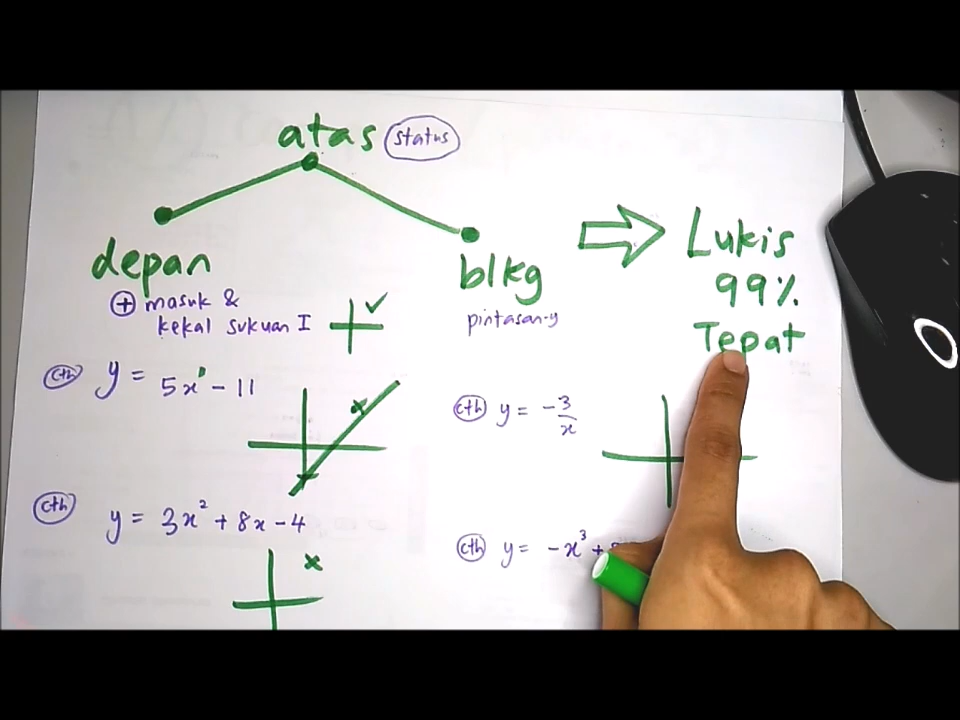 atas status
depan
blkg
Lukis
99%
Tepat
+ masuk &
kekal sukuan I
pintasan-y
cth y = 5x - 11
cth y = -3/x
cth y = 3x² + 8x - 4
cth y = -x³ +